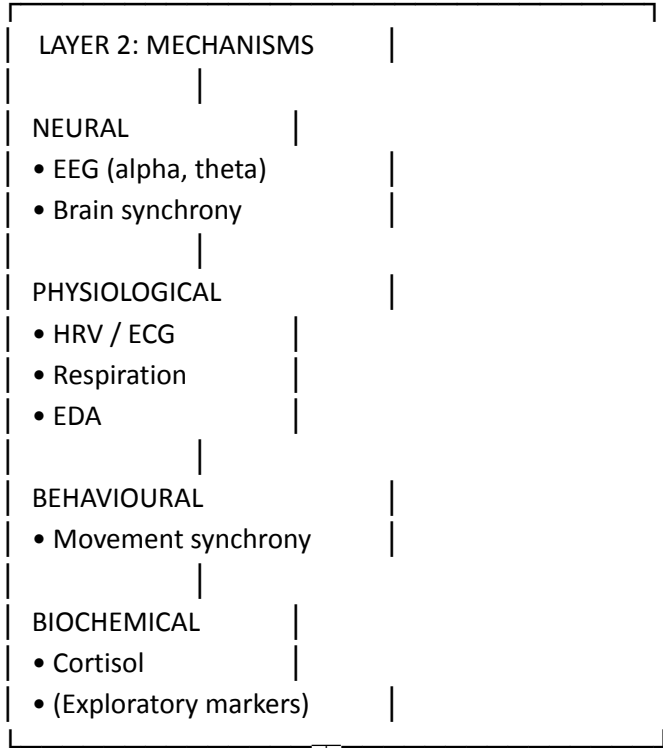 LAYER 2: MECHANISMS
NEURAL
• EEG (alpha, theta)
• Brain synchrony
PHYSIOLOGICAL
• HRV / ECG
• Respiration
• EDA
BEHAVIOURAL
• Movement synchrony
BIOCHEMICAL
• Cortisol
• (Exploratory markers)